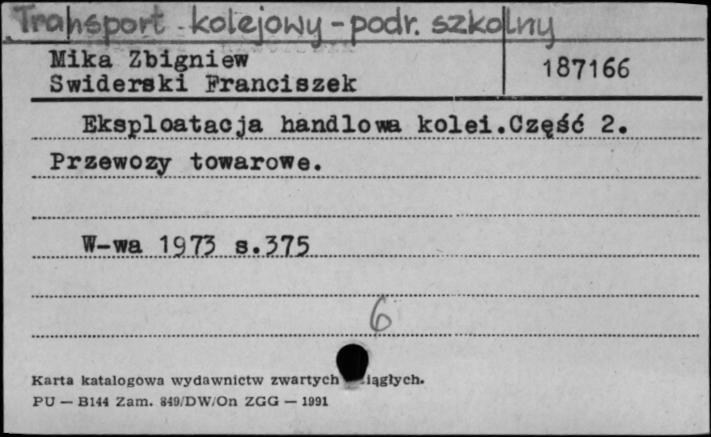 Transport kolejowy - podr. szkolny
Mika Zbigniew
187166
Swiderski Franciszek
Eksploatacja handlowa kolei.Część 2.
Przewozy towarowe.
W-wa 1973 s.375
6
Karta katalogowa wydawnictw zwartych iągłych.
PU — B144 Zam. 849/DW/On ZGG — 1991